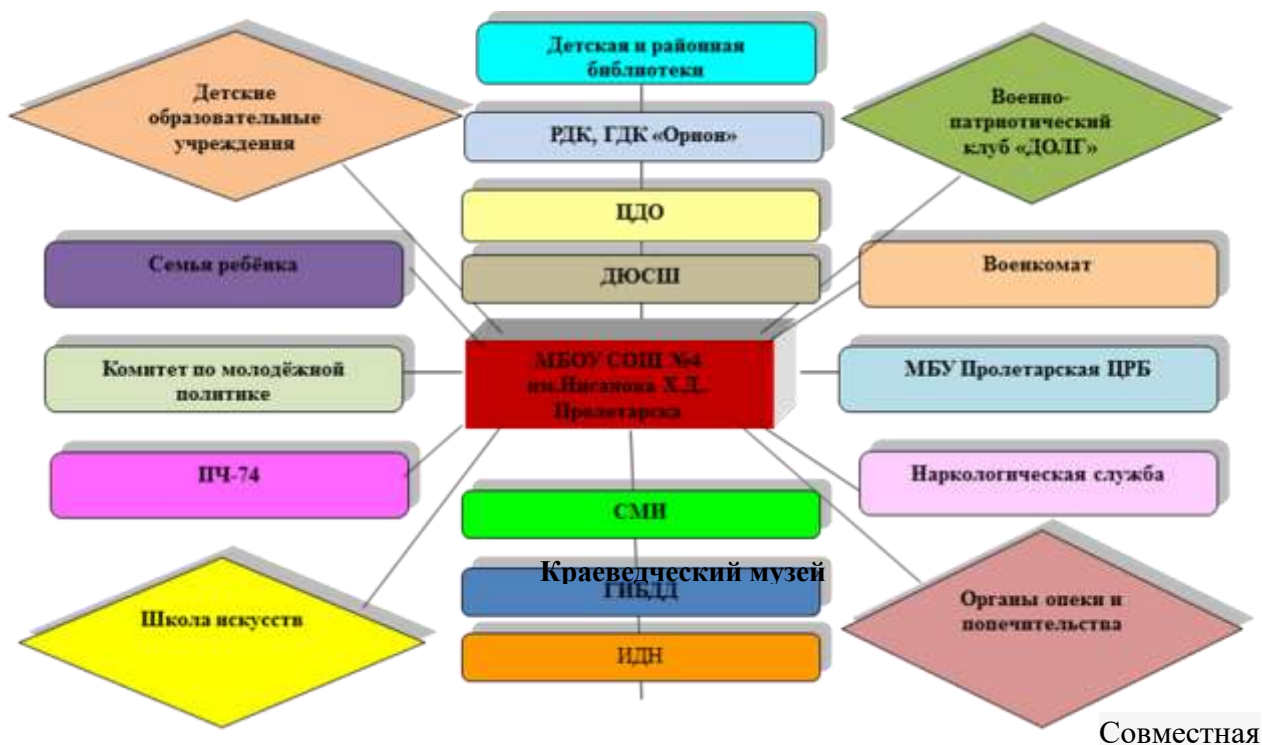 Детская и районная
библиотеки
Детские
образовательные
учреждения
Военно-
патриотический
клуб «ДОЛГ»
РДК, ГДК «Орион»
ЦДО
Семья ребёнка
ДЮСШ
Военкомат
Комитет по молодёжной
политике
МБОУ СОШ №4
им.Нисанова Х.Д.
Пролетарска
МБУ Пролетарская ЦРБ
ПЧ-74
Наркологическая служба
СМИ
Краеведческий музей
ГИБДД
Школа искусств
Органы опеки и
попечительства
ИДН
Совместная